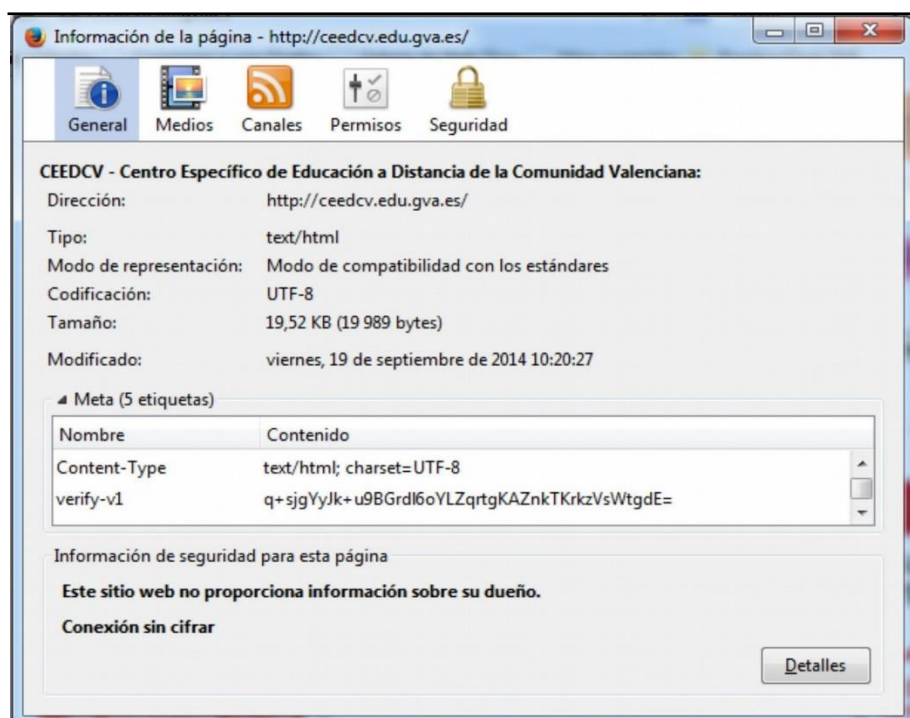 Información de la página - http://ceedcv.edu.gva.es/
General Medios Canales Permisos Seguridad
CEEDCV - Centro Específico de Educación a Distancia de la Comunidad Valenciana:
Dirección: http://ceedcv.edu.gva.es/
Tipo: text/html
Modo de representación: Modo de compatibilidad con los estándares
Codificación: UTF-8
Tamaño: 19,52 KB (19 989 bytes)
Modificado: viernes, 19 de septiembre de 2014 10:20:27
Meta (5 etiquetas)
Nombre Contenido
Content-Type text/html; charset=UTF-8
verify-v1 q+sjgYyJk+u9BGrdl6oYLZqrtgKAZnkTKrkzVsWtgdE=
Información de seguridad para esta página
Este sitio web no proporciona información sobre su dueño.
Conexión sin cifrar
Detalles